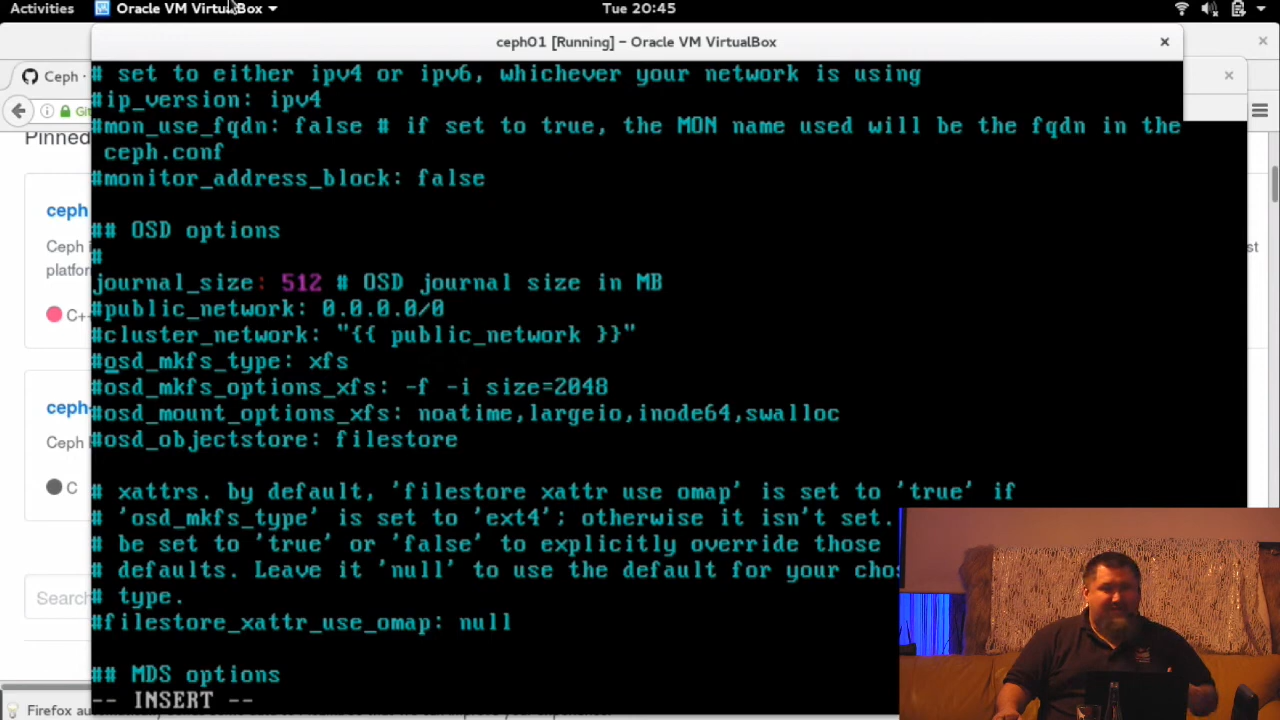 Activities Oracle VM VirtualBox Tue 20:45
ceph01 [Running] – Oracle VM VirtualBox
Ceph ·
Pinned
ceph
Ceph i
platfor
C++
ceph-
Ceph
C
Search
st
# set to either ipv4 or ipv6, whichever your network is using
#ip_version: ipv4
#mon_use_fqdn: false # if set to true, the MON name used will be the fqdn in the
ceph.conf
#monitor_address_block: false
## OSD options
#
journal_size: 512 # OSD journal size in MB
#public_network: 0.0.0.0/0
#cluster_network: "{{ public_network }}"
#osd_mkfs_type: xfs
#osd_mkfs_options_xfs: -f -i size=2048
#osd_mount_options_xfs: noatime,largeio,inode64,swalloc
#osd_objectstore: filestore
# xattrs. by default, 'filestore xattr use omap' is set to 'true' if
# 'osd_mkfs_type' is set to 'ext4'; otherwise it isn't set.
# be set to 'true' or 'false' to explicitly override those
# defaults. Leave it 'null' to use the default for your cho
# type.
#filestore_xattr_use_omap: null
## MDS options
-- INSERT --
Firefox